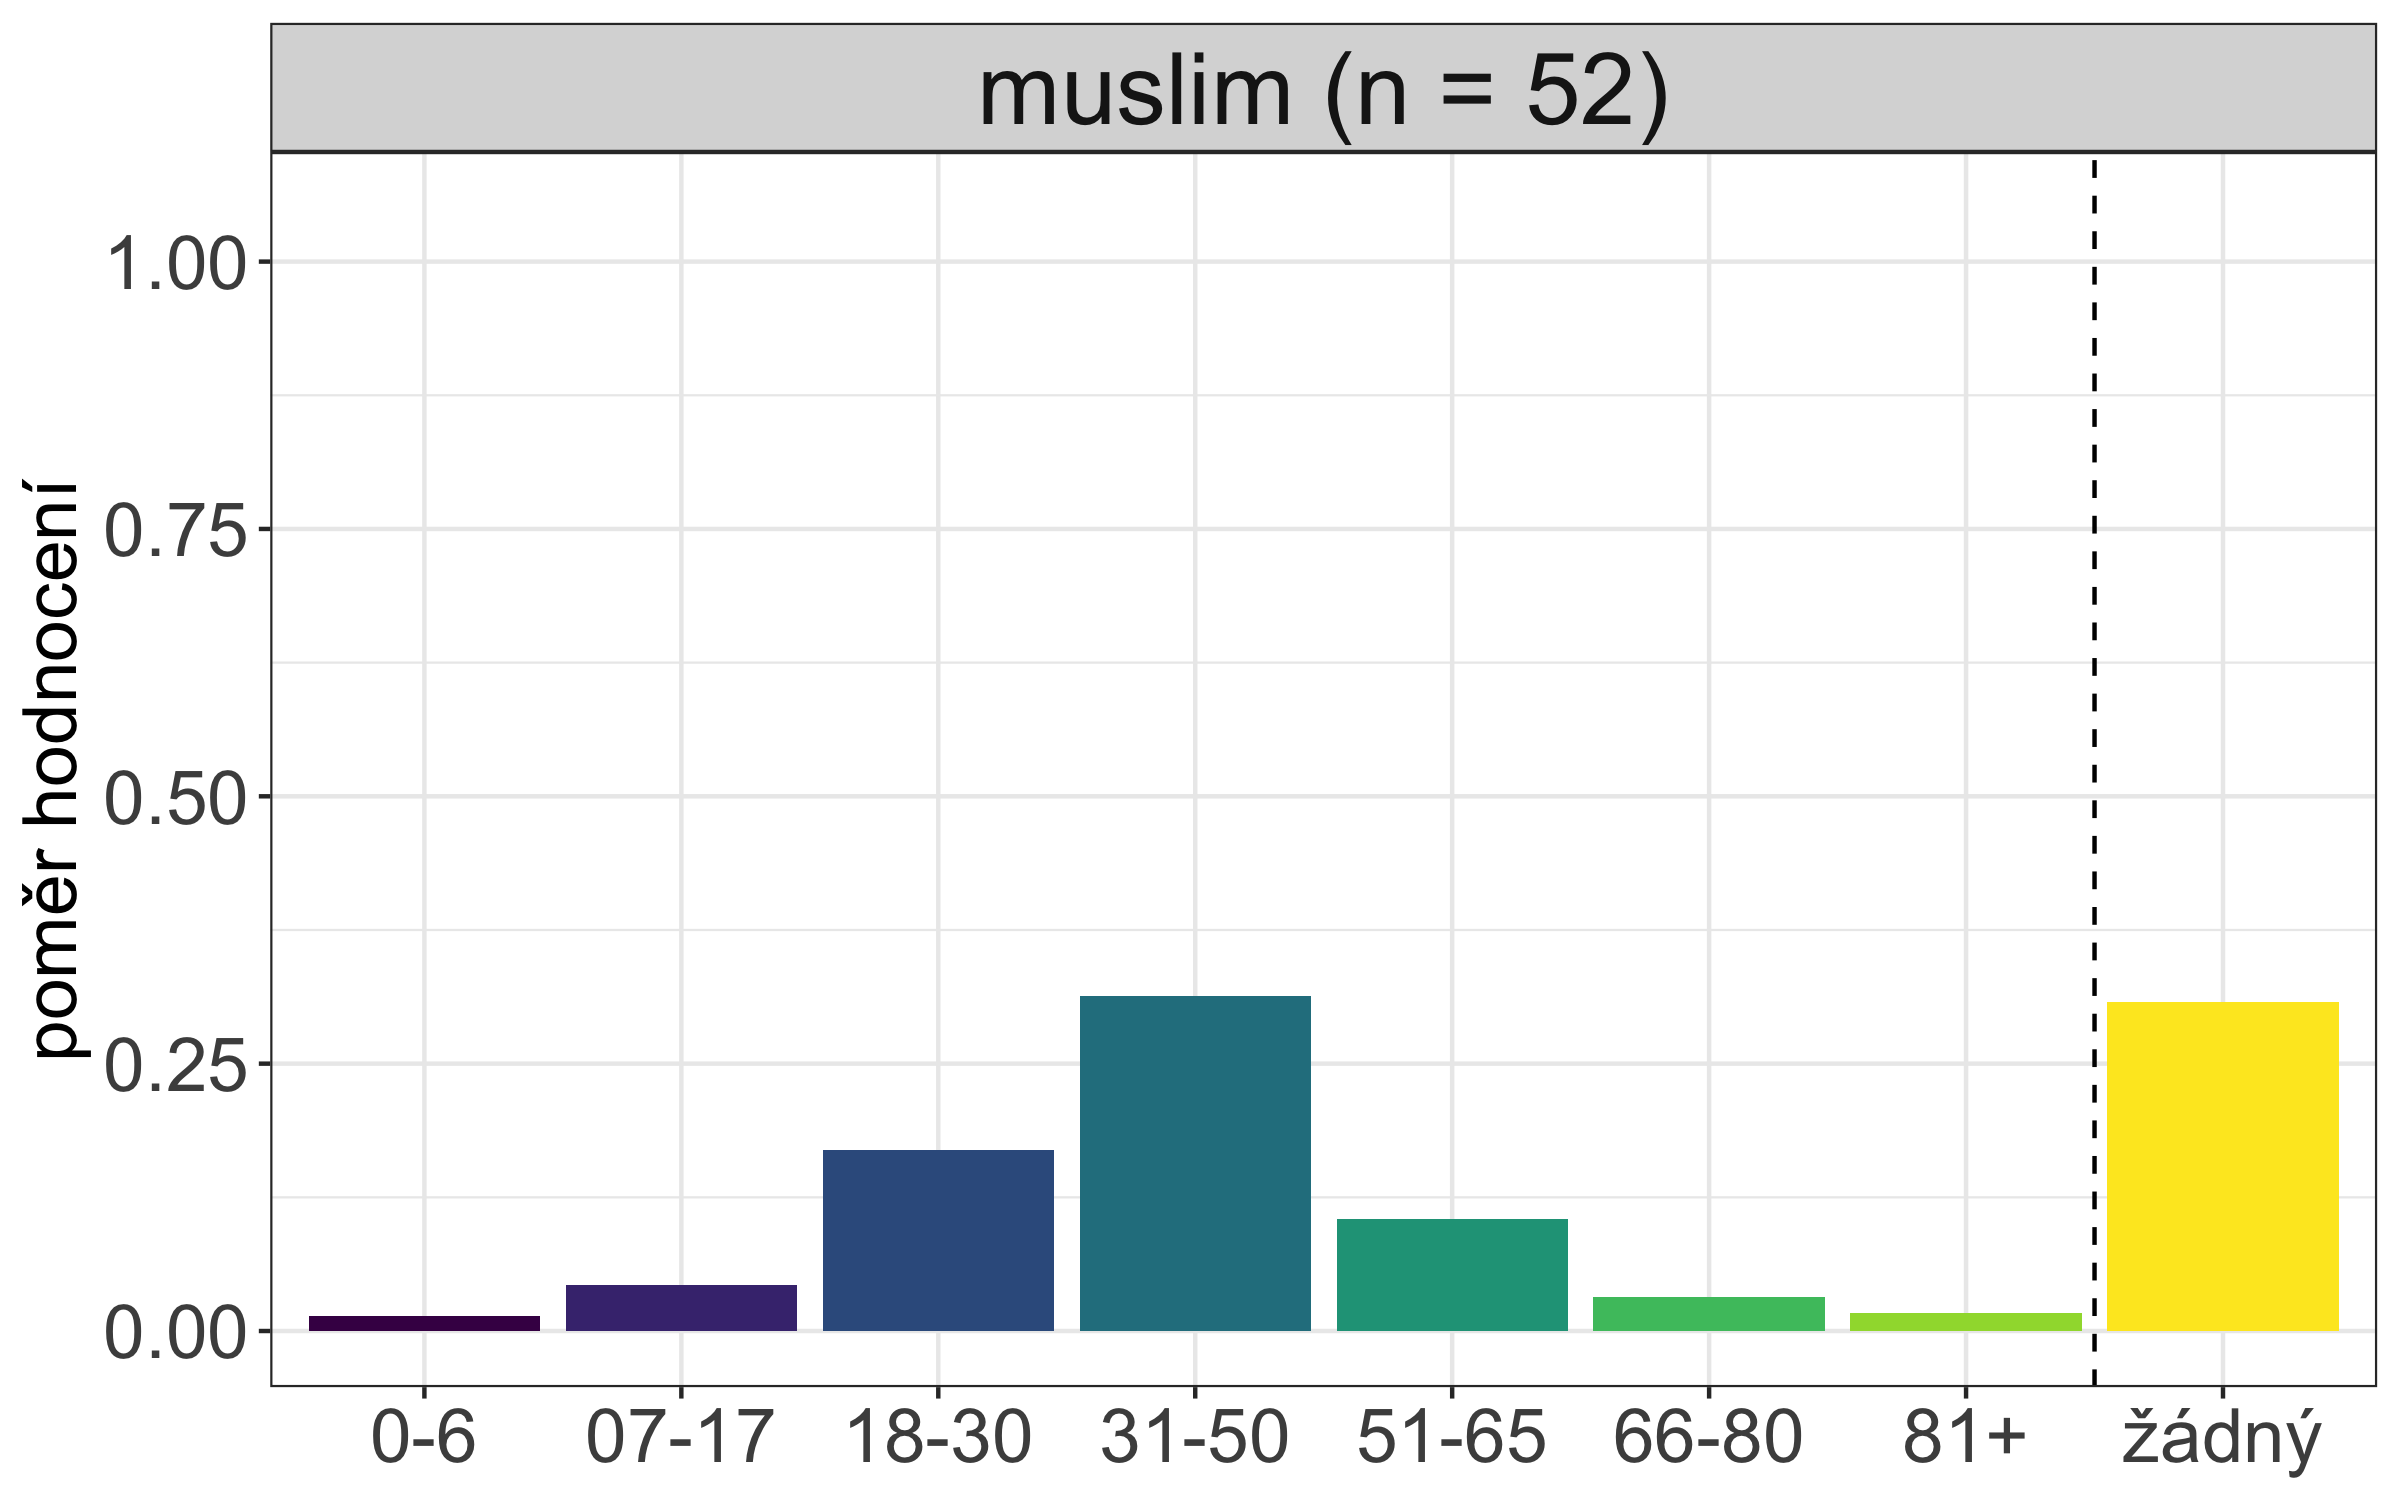 muslim (n = 52)
poměr hodnocení
1.00
0.75
0.50
0.25
0.00
0-6 07-17 18-30 31-50 51-65 66-80 81+ žádný